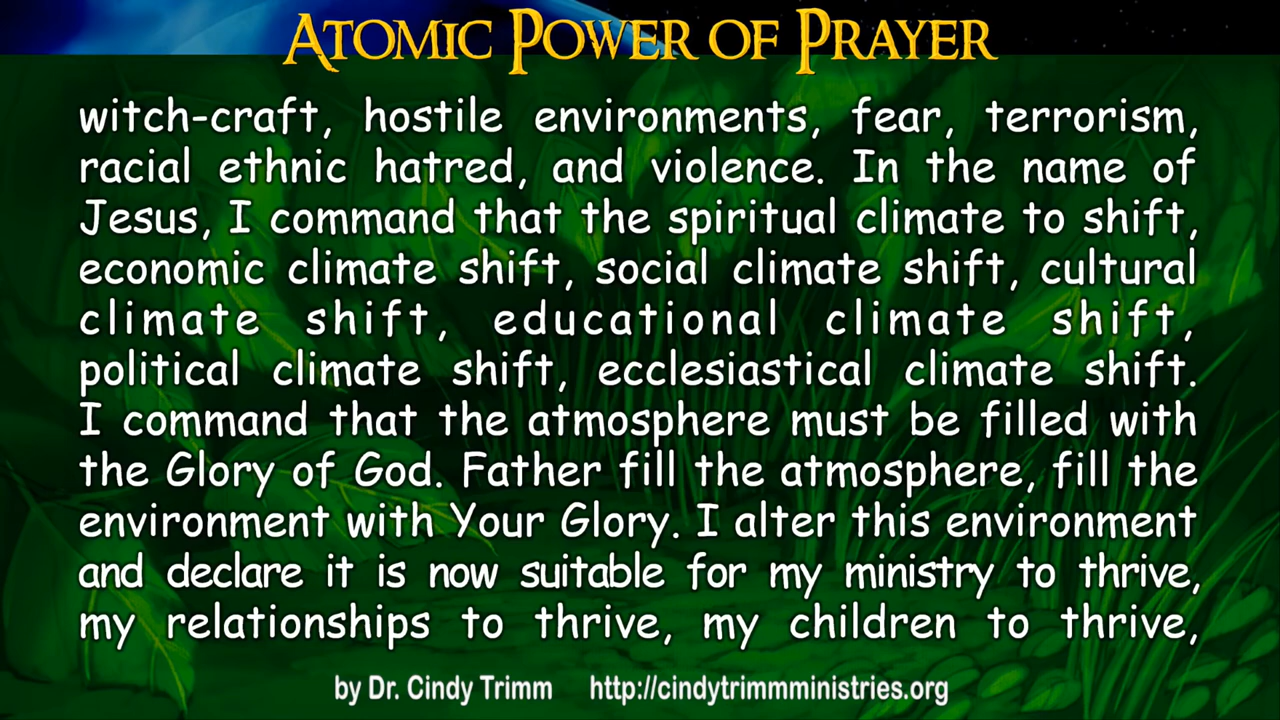 ATOMIC POWER OF PRAYER
witch-craft, hostile environments, fear, terrorism,
racial ethnic hatred, and violence. In the name of
Jesus, I command that the spiritual climate to shift,
economic climate shift, social climate shift, cultural
climate shift, educational climate shift,
political climate shift, ecclesiastical climate shift.
I command that the atmosphere must be filled with
the Glory of God. Father fill the atmosphere, fill the
environment with Your Glory. I alter this environment
and declare it is now suitable for my ministry to thrive,
my relationships to thrive, my children to thrive,
by Dr. Cindy Trimm http://cindytrimmministries.org